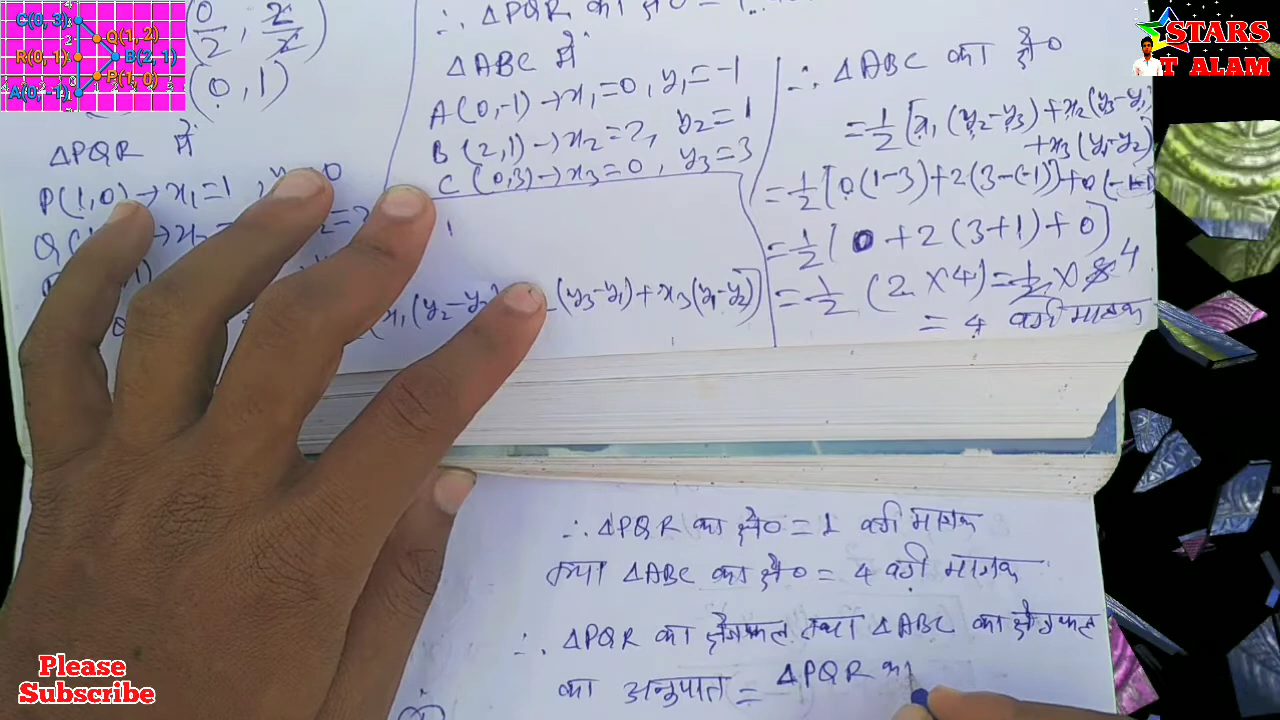 C(0, 3)
Q(1, 2)
R(0, 1)
B(2, 1)
P(1, 0)
A(0, -1)
STARS
T ALAM
0/2 , 2/2
(0, 1)
ΔPQR में
P(1,0) → x₁=1 ,
∴ ΔPQR का क्षे०
ΔABC में
A(0,-1) → x₁=0, y₁=-1
B(2,1) → x₂=2, y₂=1
C(0,3) → x₃=0, y₃=3
(y₃-y₁)+x₃(y₁-y₂)]
∴ ΔABC का क्षे०
=1/2[x₁(y₂-y₃)+x₂(y₃-y₁)
+x₃(y₁-y₂)]
=1/2[0(1-3)+2(3-(-1))+0(
=1/2[0+2(3+1)+0]
=1/2 (2×4)=1/2×8 4
= 4 वर्ग मात्रक
∴ ΔPQR का क्षे० = 1 वर्ग मात्रक
तथा ΔABC का क्षे० = 4 वर्ग मात्रक
∴ ΔPQR का क्षेत्रफल तथा ΔABC का क्षेत्रफल
का अनुपात = ΔPQR का
Please
Subscribe